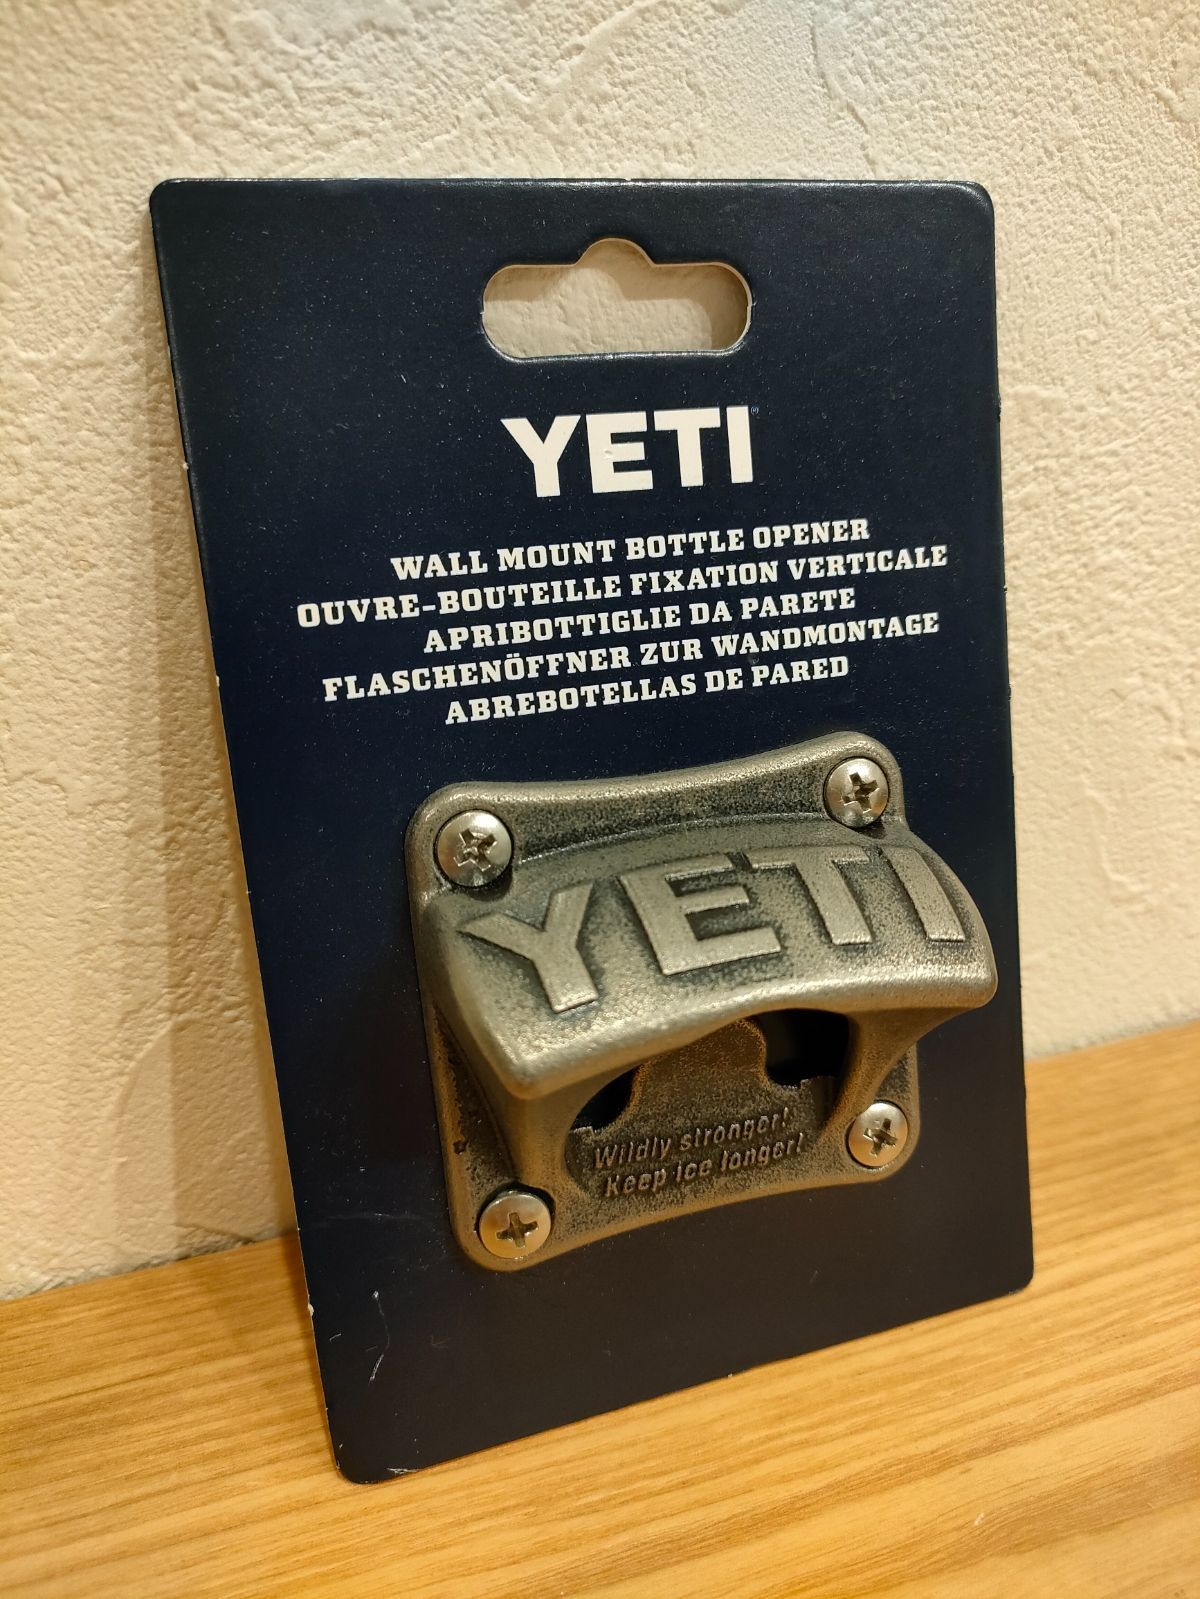 YETI®
WALL MOUNT BOTTLE OPENER
OUVRE-BOUTEILLE FIXATION VERTICALE
APRIBOTTIGLIE DA PARETE
FLASCHENÖFFNER ZUR WANDMONTAGE
ABREBOTELLAS DE PARED
YETI
Wildly stronger!
Keep ice longer!